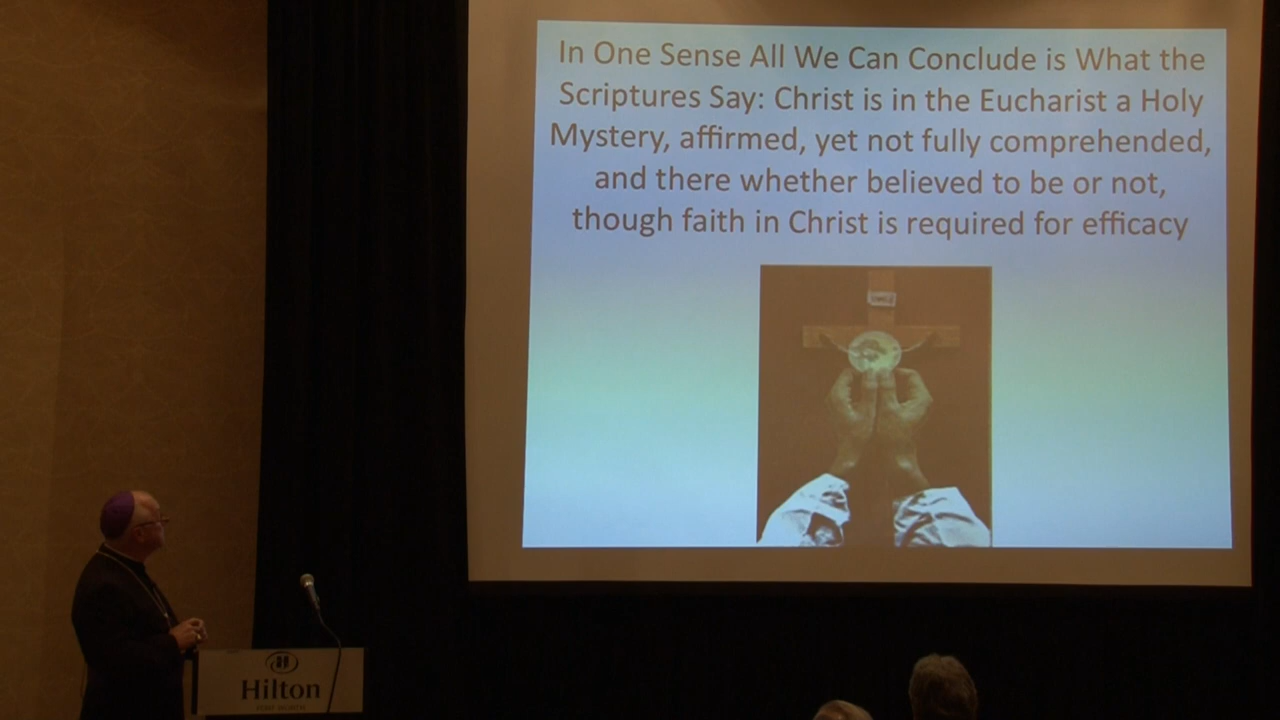 In One Sense All We Can Conclude is What the
Scriptures Say: Christ is in the Eucharist a Holy
Mystery, affirmed, yet not fully comprehended,
and there whether believed to be or not,
though faith in Christ is required for efficacy
H
Hilton
FORT WORTH